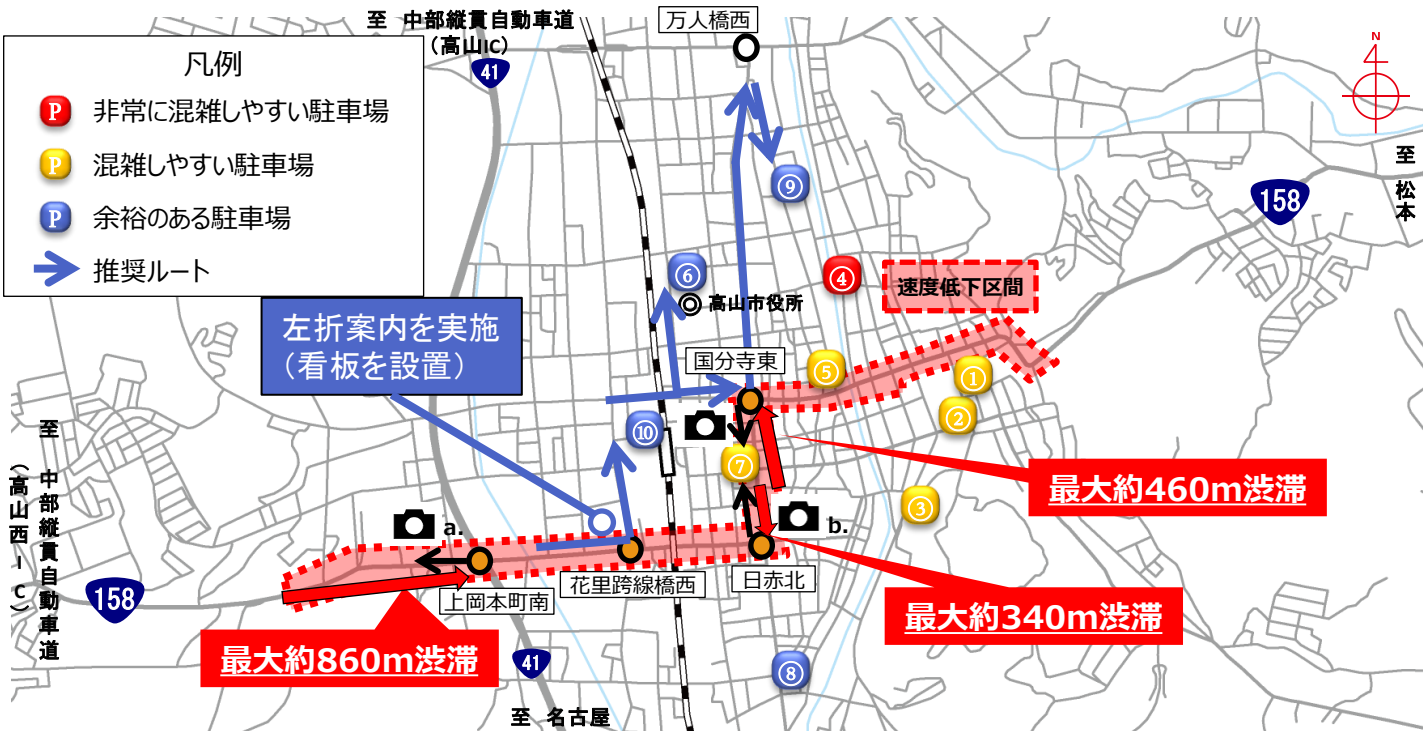 至 中部縦貫自動車道
(高山IC)
41
万人橋西
N
凡例
P 非常に混雑しやすい駐車場
P 混雑しやすい駐車場
P 余裕のある駐車場
推奨ルート
至 松本
158
⑨
⑥
④
速度低下区間
高山市役所
左折案内を実施
(看板を設置)
国分寺東
⑤
①
②
⑩
⑦
③
最大約460m渋滞
至 中部縦貫自動車道
(高山西IC)
a.
b.
158
上岡本町南
花里跨線橋西
日赤北
最大約340m渋滞
最大約860m渋滞
41
⑧
至 名古屋